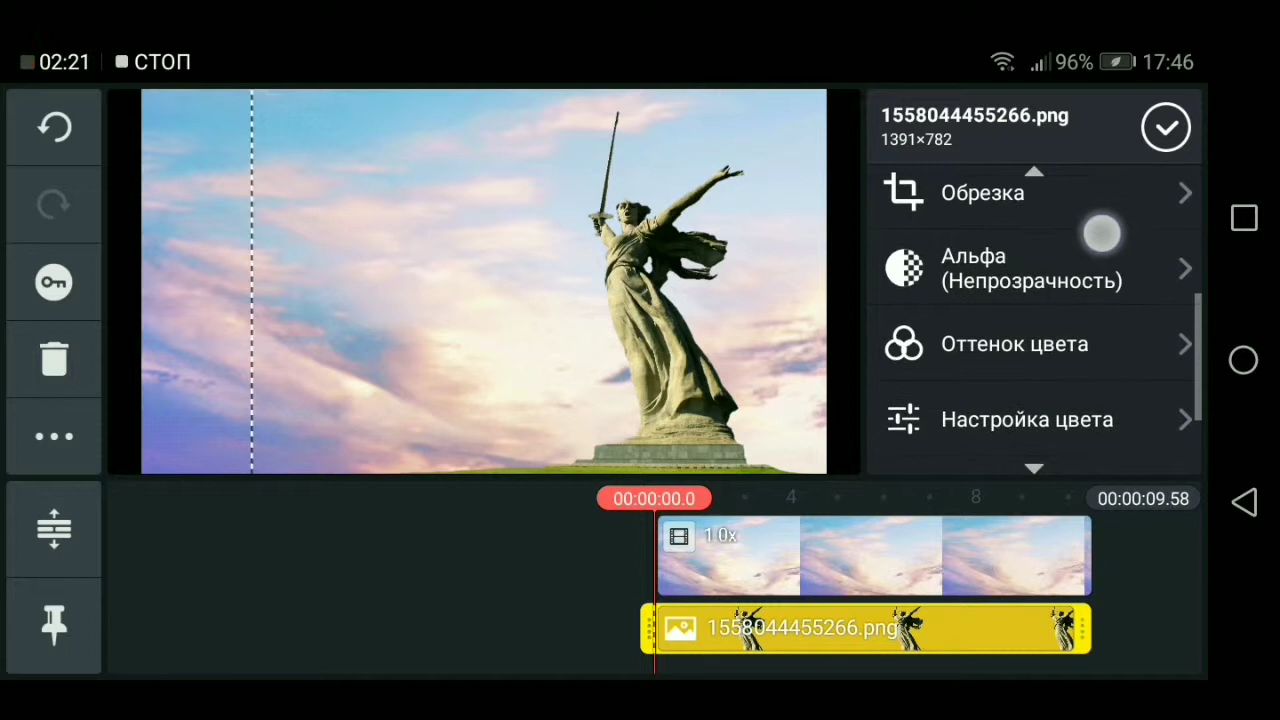 02:21 СТОП 96% 17:46
1558044455266.png
1391×782
Обрезка
Альфа
(Непрозрачность)
Оттенок цвета
Настройка цвета
00:00:00.0 4 8 00:00:09.58
1.0x
1558044455266.png